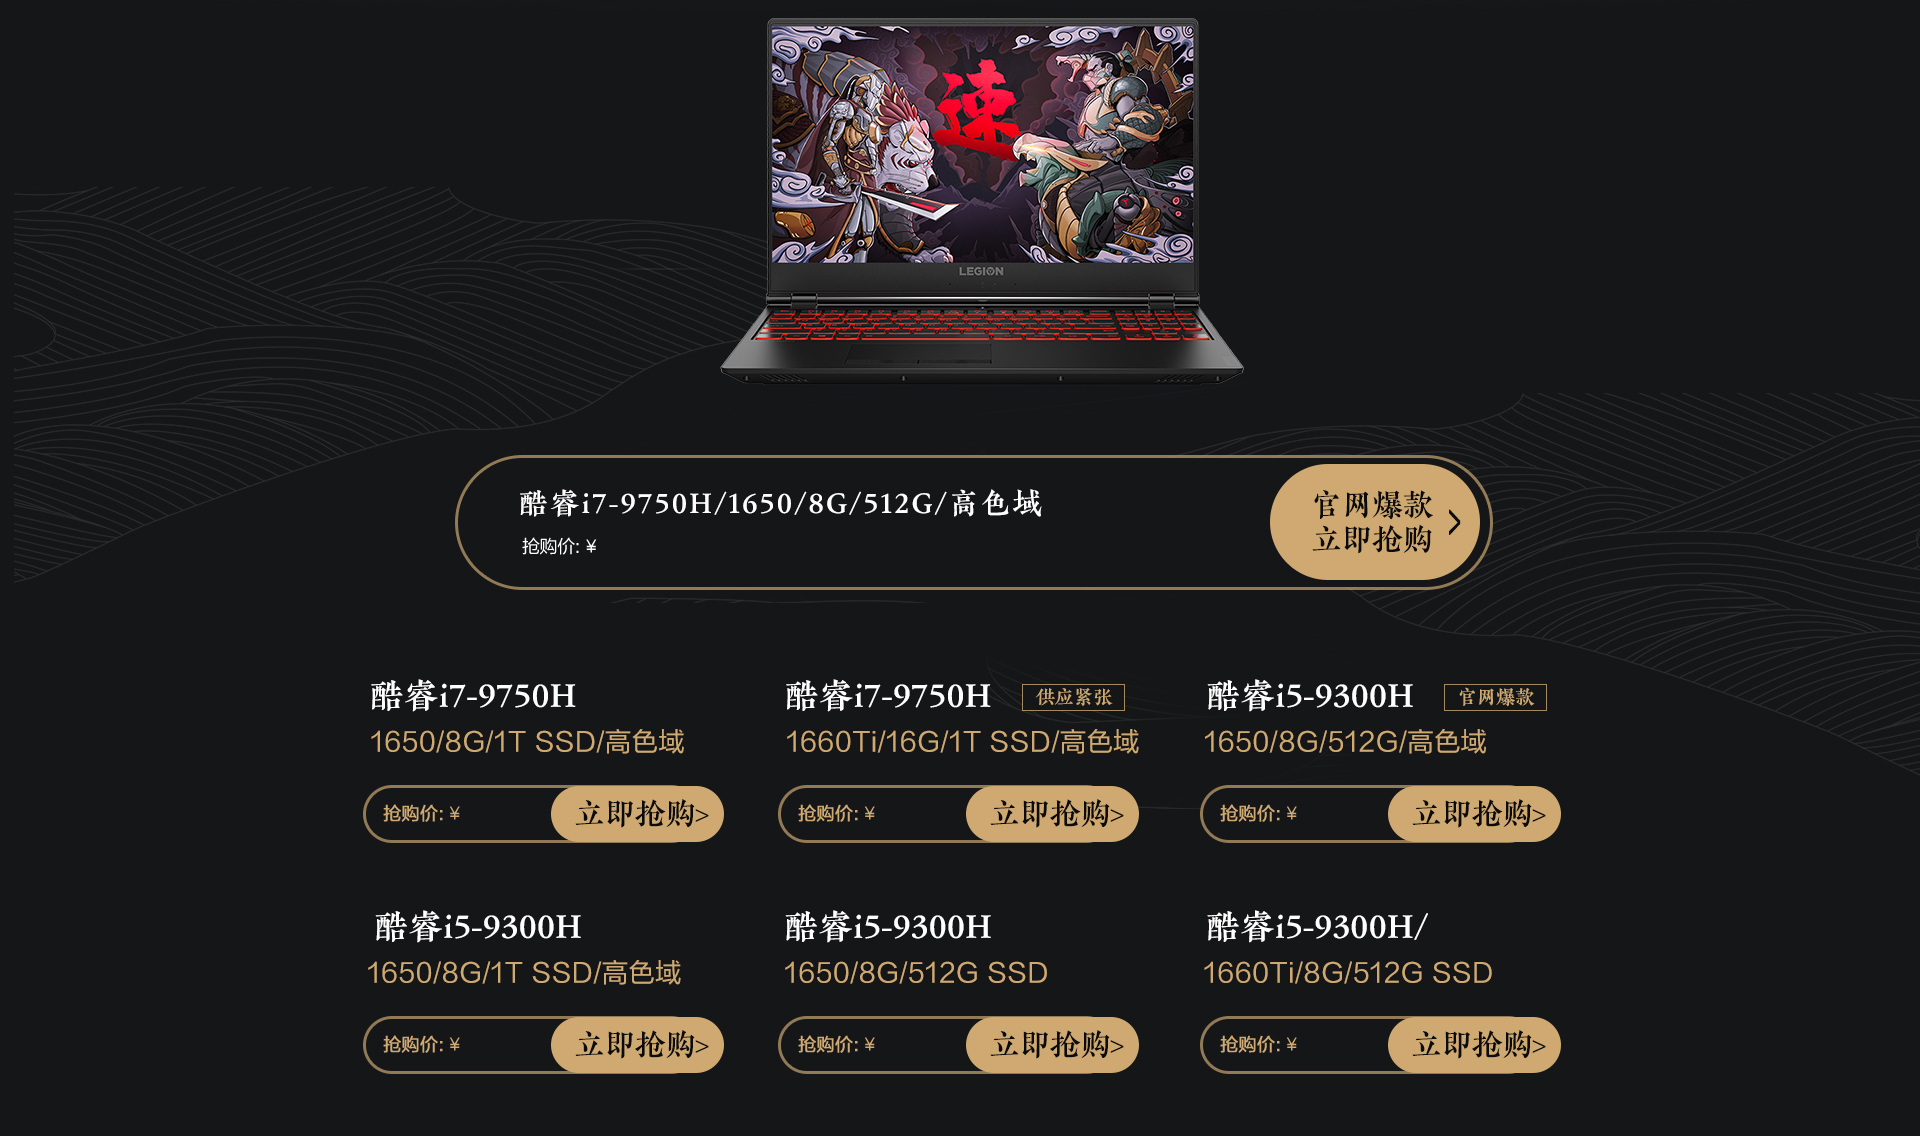 速
LEGION
酷睿i7-9750H/1650/8G/512G/高色域
抢购价: ¥
官网爆款
立即抢购
>
酷睿i7-9750H
1650/8G/1T SSD/高色域
抢购价: ¥
立即抢购>
酷睿i7-9750H 供应紧张
1660Ti/16G/1T SSD/高色域
抢购价: ¥
立即抢购>
酷睿i5-9300H 官网爆款
1650/8G/512G/高色域
抢购价: ¥
立即抢购>
酷睿i5-9300H
1650/8G/1T SSD/高色域
抢购价: ¥
立即抢购>
酷睿i5-9300H
1650/8G/512G SSD
抢购价: ¥
立即抢购>
酷睿i5-9300H/
1660Ti/8G/512G SSD
抢购价: ¥
立即抢购>